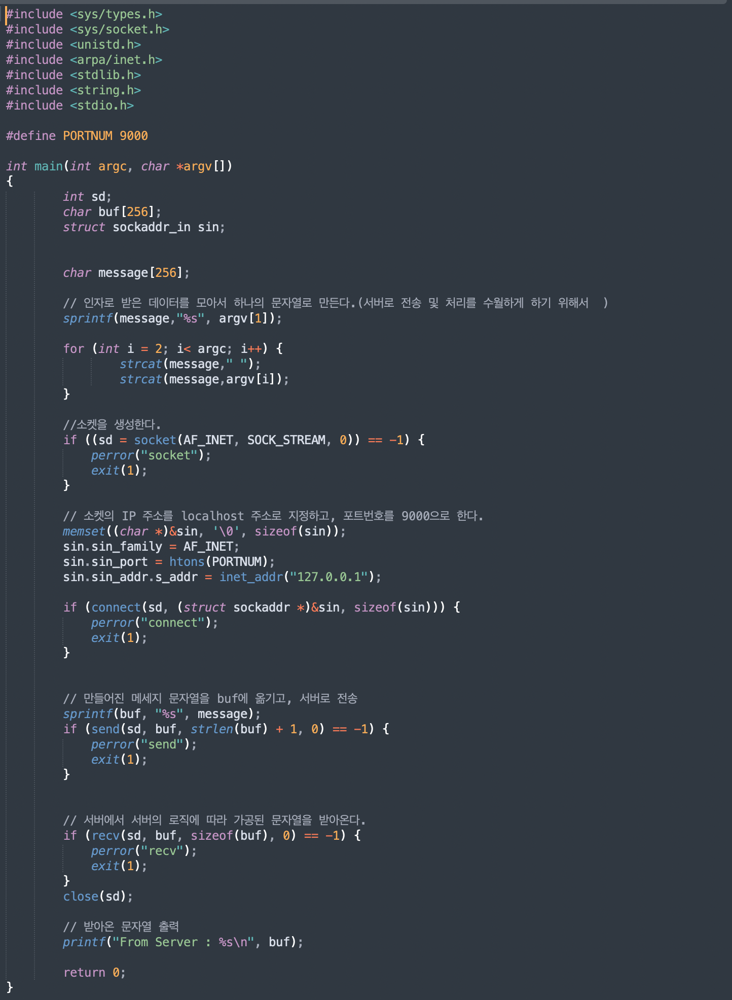 #include <sys/types.h>
#include <sys/socket.h>
#include <unistd.h>
#include <arpa/inet.h>
#include <stdlib.h>
#include <string.h>
#include <stdio.h>

#define PORTNUM 9000

int main(int argc, char *argv[])
{
        int sd;
        char buf[256];
        struct sockaddr_in sin;


        char message[256];

        // 인자로 받은 데이터를 모아서 하나의 문자열로 만든다.(서버로 전송 및 처리를 수월하게 하기 위해서  )
        sprintf(message,"%s", argv[1]);

        for (int i = 2; i< argc; i++) {
                strcat(message," ");
                strcat(message,argv[i]);
        }

        //소켓을 생성한다.
        if ((sd = socket(AF_INET, SOCK_STREAM, 0)) == -1) {
            perror("socket");
            exit(1);
        }

        // 소켓의 IP 주소를 localhost 주소로 지정하고, 포트번호를 9000으로 한다.
        memset((char *)&sin, '\0', sizeof(sin));
        sin.sin_family = AF_INET;
        sin.sin_port = htons(PORTNUM);
        sin.sin_addr.s_addr = inet_addr("127.0.0.1");

        if (connect(sd, (struct sockaddr *)&sin, sizeof(sin))) {
            perror("connect");
            exit(1);
        }


        // 만들어진 메세지 문자열을 buf에 옮기고, 서버로 전송
        sprintf(buf, "%s", message);
        if (send(sd, buf, strlen(buf) + 1, 0) == -1) {
            perror("send");
            exit(1);
        }


        // 서버에서 서버의 로직에 따라 가공된 문자열을 받아온다.
        if (recv(sd, buf, sizeof(buf), 0) == -1) {
            perror("recv");
            exit(1);
        }
        close(sd);

        // 받아온 문자열 출력
        printf("From Server : %s\n", buf);

        return 0;
}